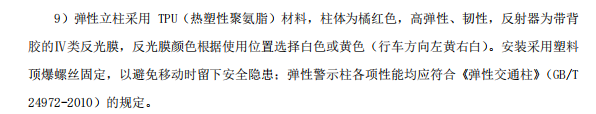 9）弹性立柱采用 TPU（热塑性聚氨脂）材料，柱体为橘红色，高弹性、韧性，反射器为带背
胶的Ⅳ类反光膜，反光膜颜色根据使用位置选择白色或黄色（行车方向左黄右白）。安装采用塑料
顶爆螺丝固定，以避免移动时留下安全隐患；弹性警示柱各项性能均应符合《弹性交通柱》（GB/T
24972-2010）的规定。